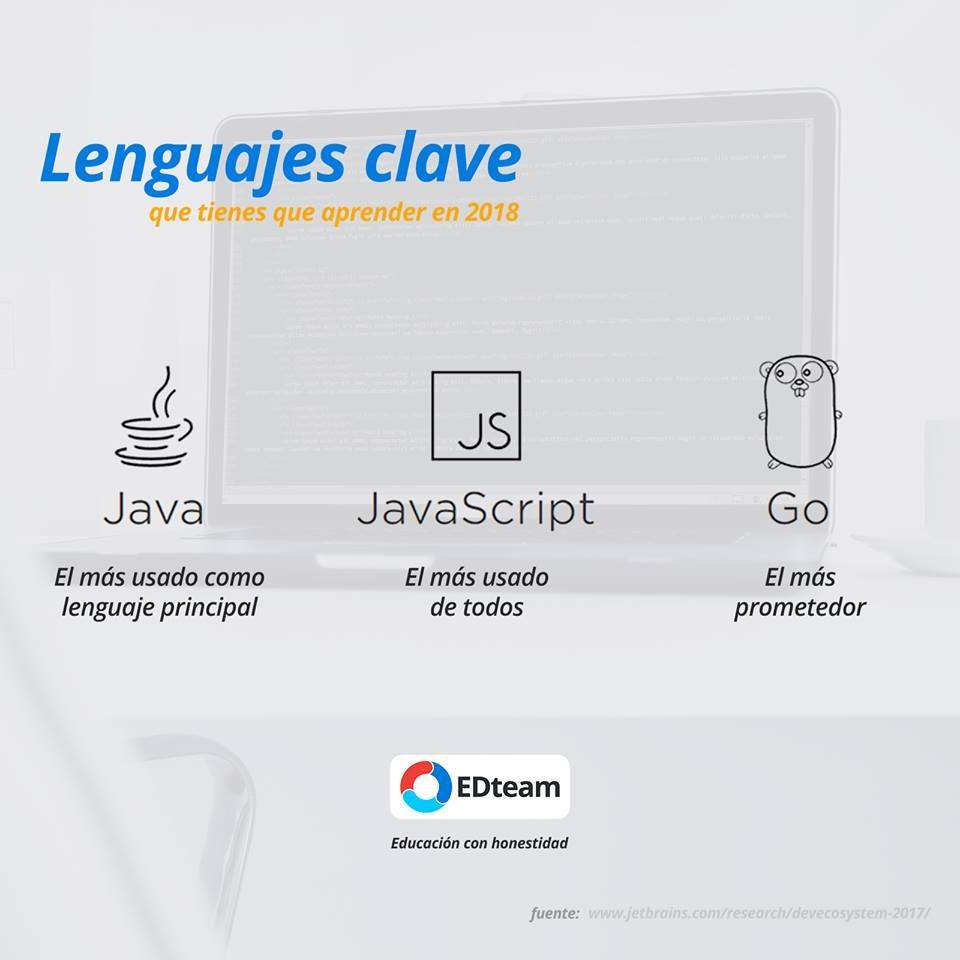 Lenguajes clave
que tienes que aprender en 2018
JS
Java
JavaScript
Go
El más usado como
lenguaje principal
El más usado
de todos
El más
prometedor
EDteam
Educación con honestidad
fuente: www.jetbrains.com/research/devecosystem-2017/